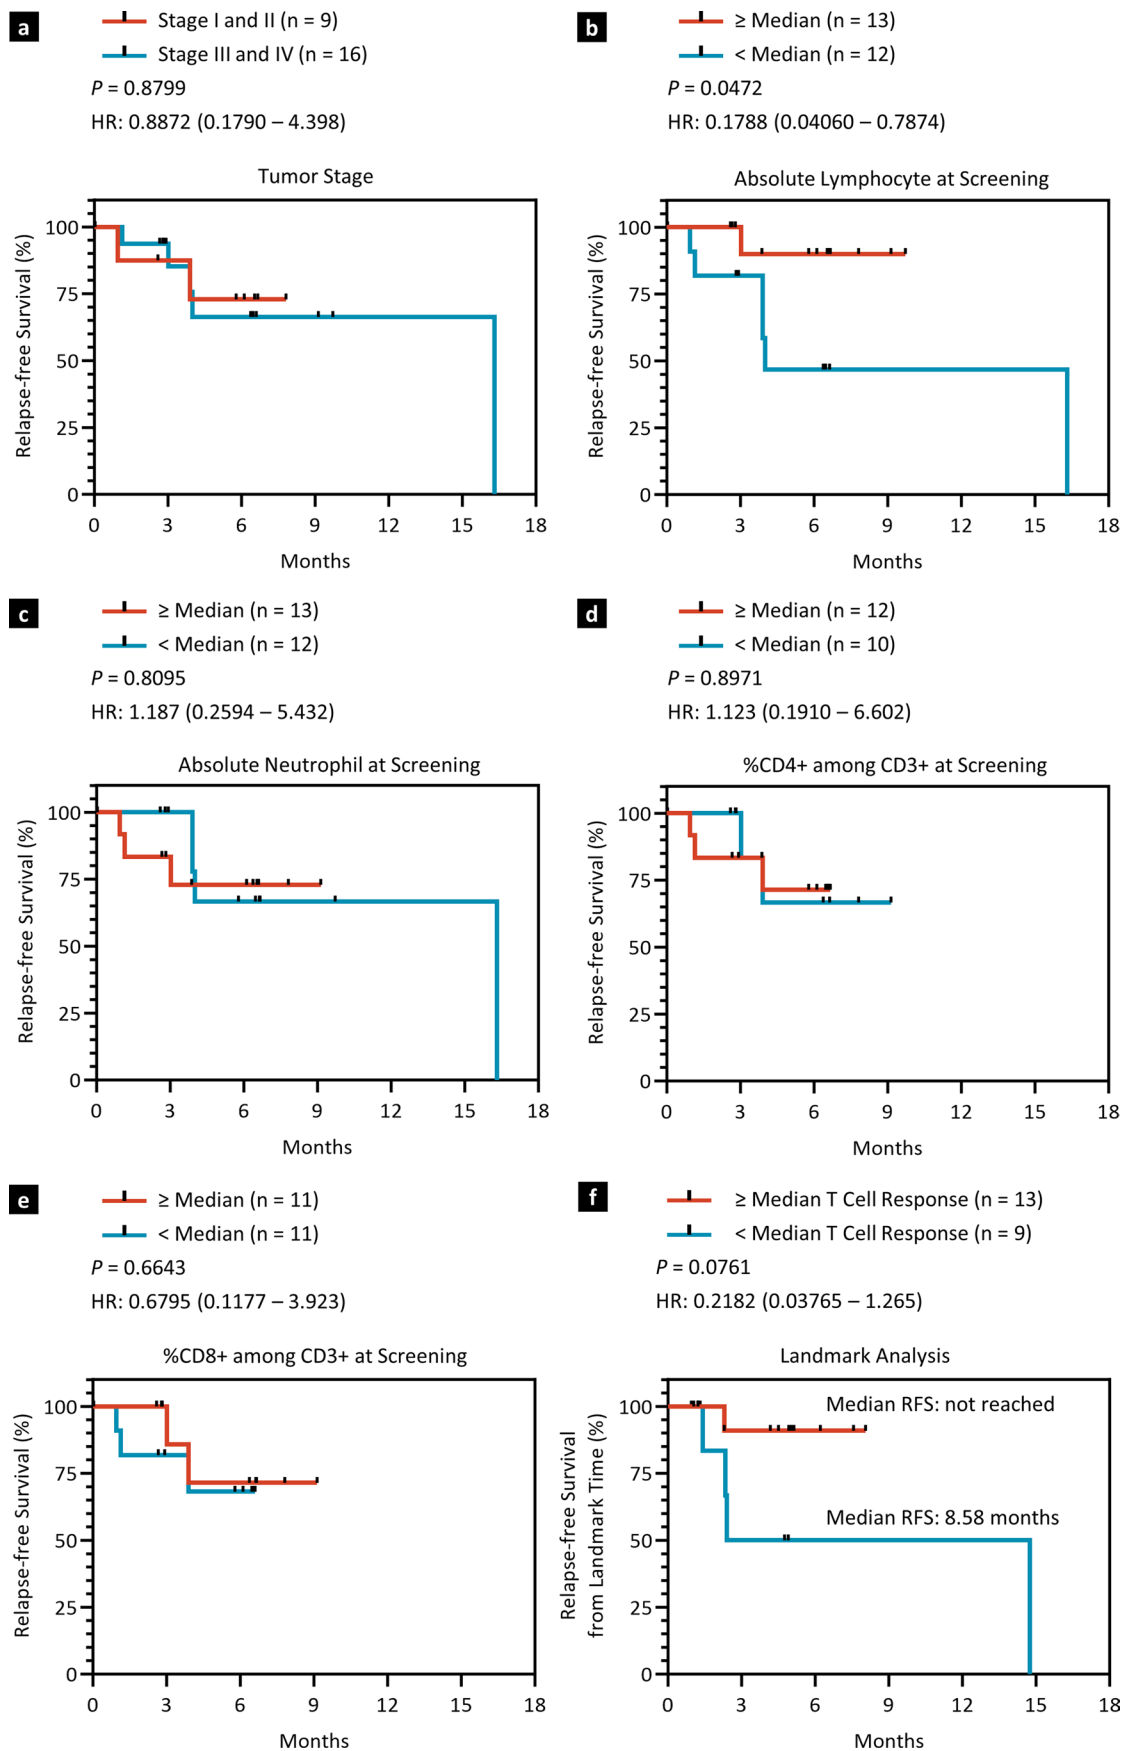 a
Stage I and II (n = 9)
Stage III and IV (n = 16)
P = 0.8799
HR: 0.8872 (0.1790 – 4.398)
Tumor Stage
Relapse-free Survival (%)
100
75
50
25
0
0 3 6 9 12 15 18
Months
b
≥ Median (n = 13)
< Median (n = 12)
P = 0.0472
HR: 0.1788 (0.04060 – 0.7874)
Absolute Lymphocyte at Screening
Relapse-free Survival (%)
100
75
50
25
0
0 3 6 9 12 15 18
Months
c
≥ Median (n = 13)
< Median (n = 12)
P = 0.8095
HR: 1.187 (0.2594 – 5.432)
Absolute Neutrophil at Screening
Relapse-free Survival (%)
100
75
50
25
0
0 3 6 9 12 15 18
Months
d
≥ Median (n = 12)
< Median (n = 10)
P = 0.8971
HR: 1.123 (0.1910 – 6.602)
%CD4+ among CD3+ at Screening
Relapse-free Survival (%)
100
75
50
25
0
0 3 6 9 12 15 18
Months
e
≥ Median (n = 11)
< Median (n = 11)
P = 0.6643
HR: 0.6795 (0.1177 – 3.923)
%CD8+ among CD3+ at Screening
Relapse-free Survival (%)
100
75
50
25
0
0 3 6 9 12 15 18
Months
f
≥ Median T Cell Response (n = 13)
< Median T Cell Response (n = 9)
P = 0.0761
HR: 0.2182 (0.03765 – 1.265)
Landmark Analysis
Relapse-free Survival
from Landmark Time (%)
100
75
50
25
0
Median RFS: not reached
Median RFS: 8.58 months
0 3 6 9 12 15 18
Months